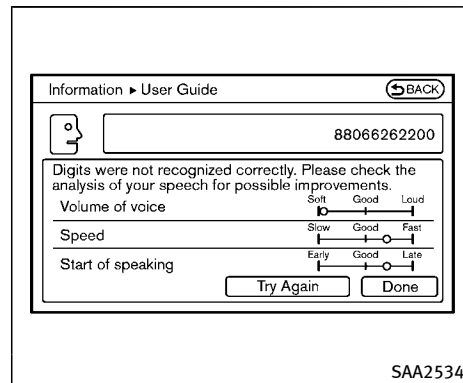 Information ▶ User Guide BACK
88066262200
Digits were not recognized correctly. Please check the
analysis of your speech for possible improvements.
Volume of voice Soft Good Loud
Speed Slow Good Fast
Start of speaking Early Good Late
Try Again Done
SAA2534